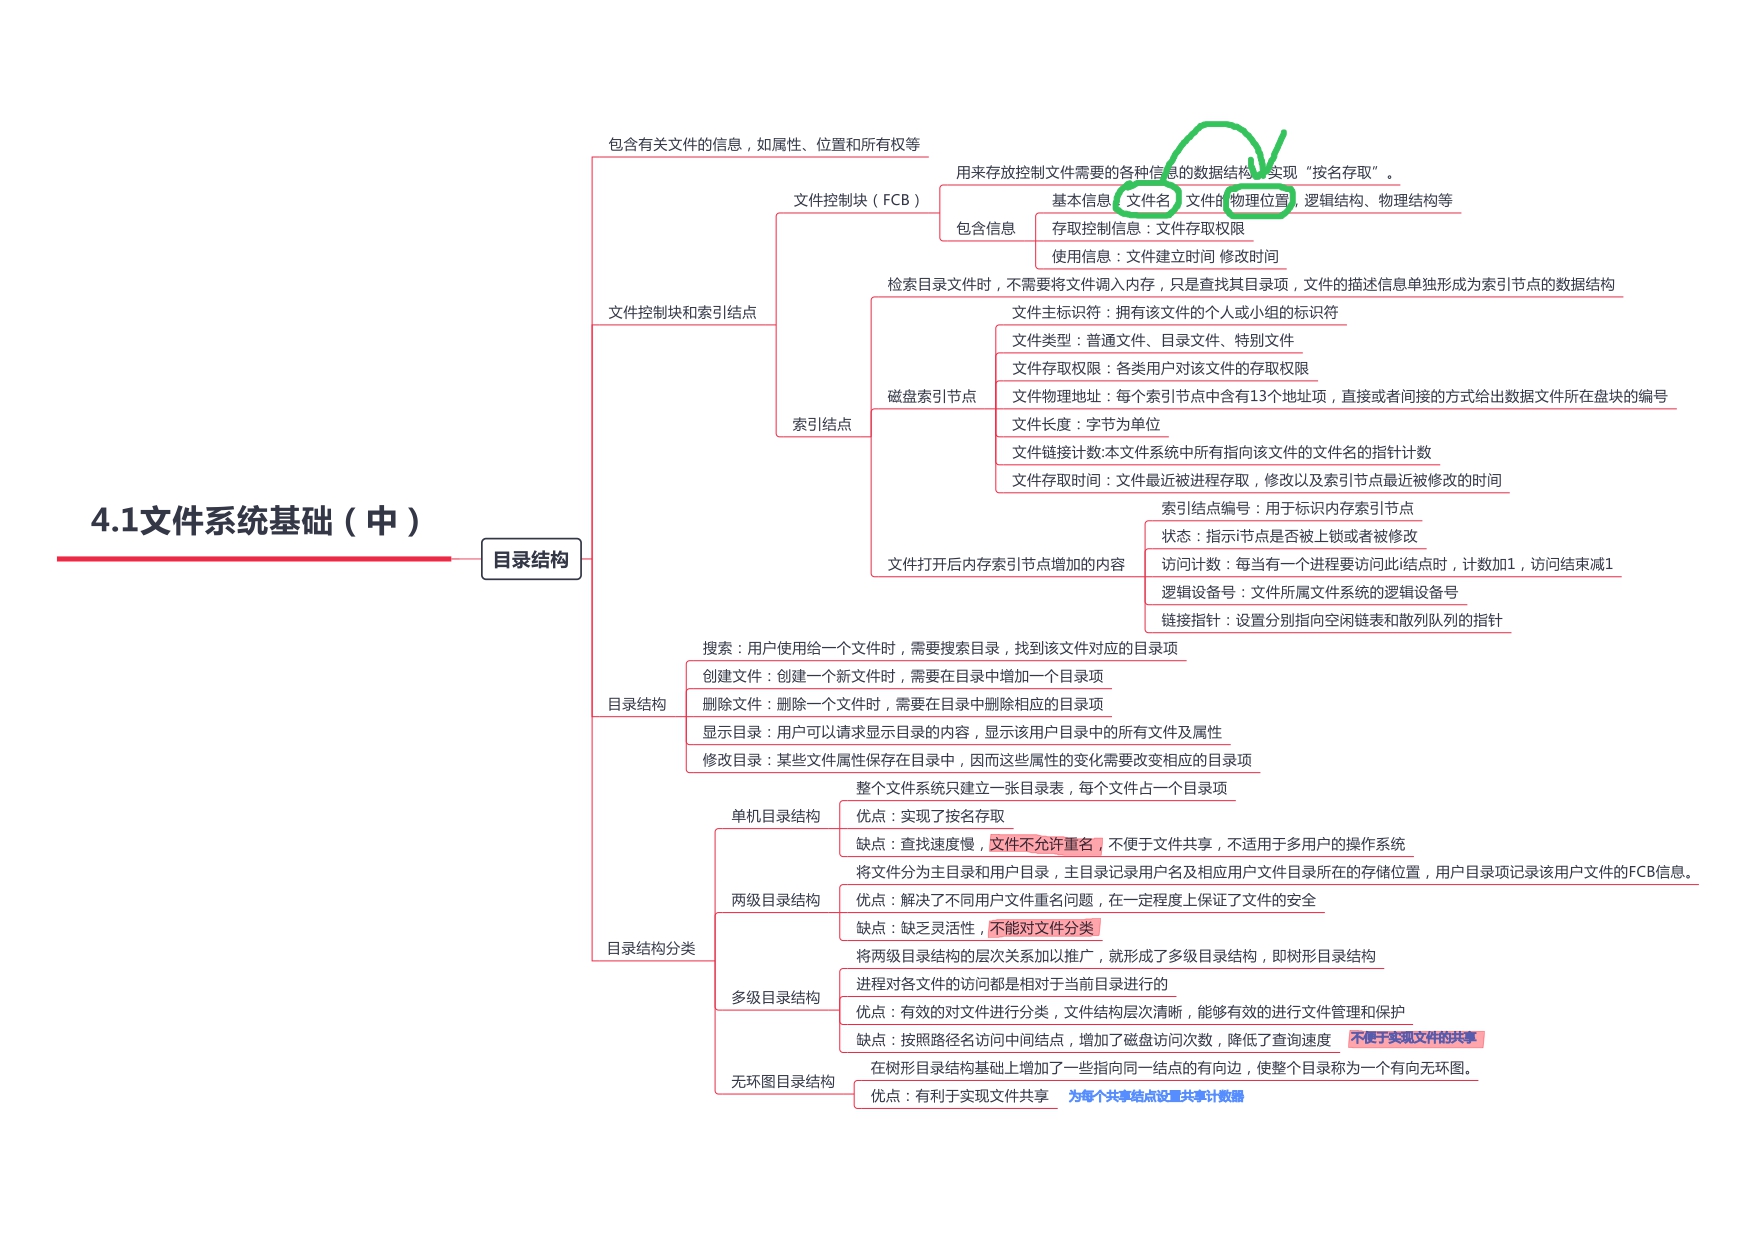 4.1文件系统基础（中）
目录结构
包含有关文件的信息，如属性、位置和所有权等
文件控制块和索引结点
文件控制块（FCB）
用来存放控制文件需要的各种信息的数据结构，实现“按名存取”。
包含信息
基本信息：文件名，文件的物理位置，逻辑结构、物理结构等
存取控制信息：文件存取权限
使用信息：文件建立时间 修改时间
索引结点
检索目录文件时，不需要将文件调入内存，只是查找其目录项，文件的描述信息单独形成为索引节点的数据结构
磁盘索引节点
文件主标识符：拥有该文件的个人或小组的标识符
文件类型：普通文件、目录文件、特别文件
文件存取权限：各类用户对该文件的存取权限
文件物理地址：每个索引节点中含有13个地址项，直接或者间接的方式给出数据文件所在盘块的编号
文件长度：字节为单位
文件链接计数:本文件系统中所有指向该文件的文件名的指针计数
文件存取时间：文件最近被进程存取，修改以及索引节点最近被修改的时间
文件打开后内存索引节点增加的内容
索引结点编号：用于标识内存索引节点
状态：指示i节点是否被上锁或者被修改
访问计数：每当有一个进程要访问此i结点时，计数加1，访问结束减1
逻辑设备号：文件所属文件系统的逻辑设备号
链接指针：设置分别指向空闲链表和散列队列的指针
目录结构
搜索：用户使用给一个文件时，需要搜索目录，找到该文件对应的目录项
创建文件：创建一个新文件时，需要在目录中增加一个目录项
删除文件：删除一个文件时，需要在目录中删除相应的目录项
显示目录：用户可以请求显示目录的内容，显示该用户目录中的所有文件及属性
修改目录：某些文件属性保存在目录中，因而这些属性的变化需要改变相应的目录项
目录结构分类
单机目录结构
整个文件系统只建立一张目录表，每个文件占一个目录项
优点：实现了按名存取
缺点：查找速度慢，文件不允许重名，不便于文件共享，不适用于多用户的操作系统
两级目录结构
将文件分为主目录和用户目录，主目录记录用户名及相应用户文件目录所在的存储位置，用户目录项记录该用户文件的FCB信息。
优点：解决了不同用户文件重名问题，在一定程度上保证了文件的安全
缺点：缺乏灵活性，不能对文件分类
多级目录结构
将两级目录结构的层次关系加以推广，就形成了多级目录结构，即树形目录结构
进程对各文件的访问都是相对于当前目录进行的
优点：有效的对文件进行分类，文件结构层次清晰，能够有效的进行文件管理和保护
缺点：按照路径名访问中间结点，增加了磁盘访问次数，降低了查询速度 不便于实现文件的共享
无环图目录结构
在树形目录结构基础上增加了一些指向同一结点的有向边，使整个目录称为一个有向无环图。
优点：有利于实现文件共享 为每个共享结点设置共享计数器